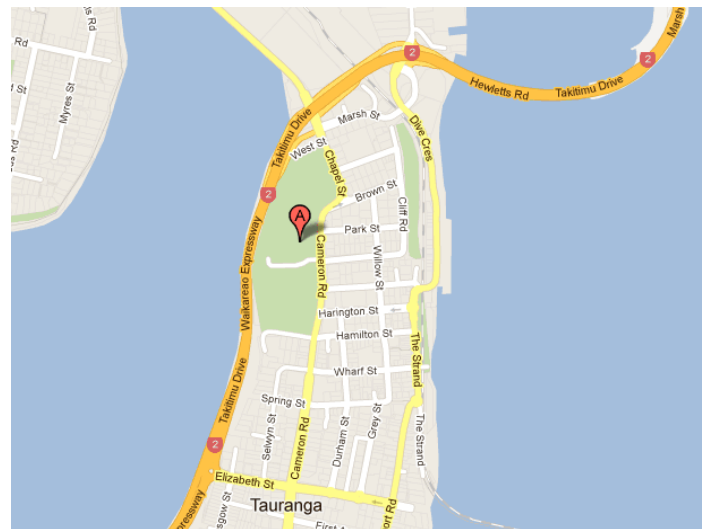 Marsh
2
2
Takitimu Drive
Hewletts Rd
Myres St
Takitimu Drive
Marsh St
Dive Cres
West St
Chapel St
2
Brown St
Cliff Rd
A
Park St
Cameron Rd
Willow St
Waikareao Expressway
Harington St
Hamilton St
The Strand
Takitimu Drive
Wharf St
Spring St
Grey St
The Strand
Selwyn St
Durham St
Cameron Rd
2
Elizabeth St
Tauranga